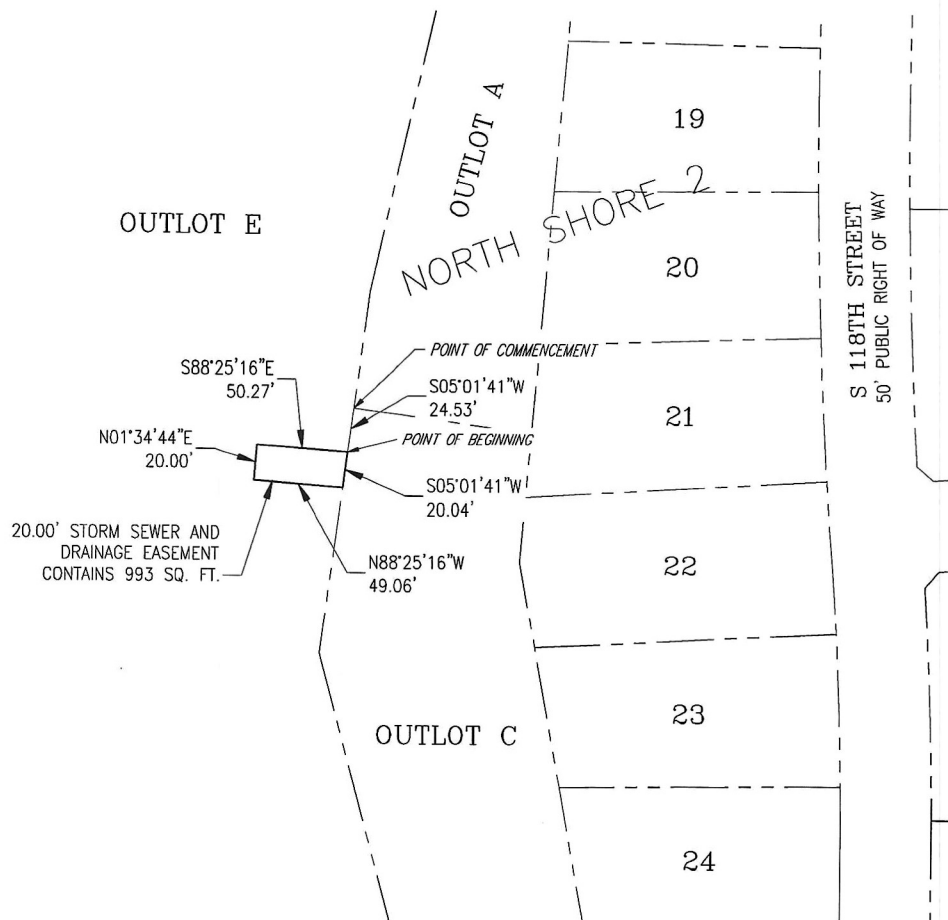 OUTLOT A
19
NORTH SHORE 2
OUTLOT E
20
S 118TH STREET
50' PUBLIC RIGHT OF WAY
POINT OF COMMENCEMENT
S88°25'16"E
50.27'
S05°01'41"W
24.53'
21
N01°34'44"E
20.00'
POINT OF BEGINNING
S05°01'41"W
20.04'
20.00' STORM SEWER AND
DRAINAGE EASEMENT
CONTAINS 993 SQ. FT.
N88°25'16"W
49.06'
22
23
OUTLOT C
24